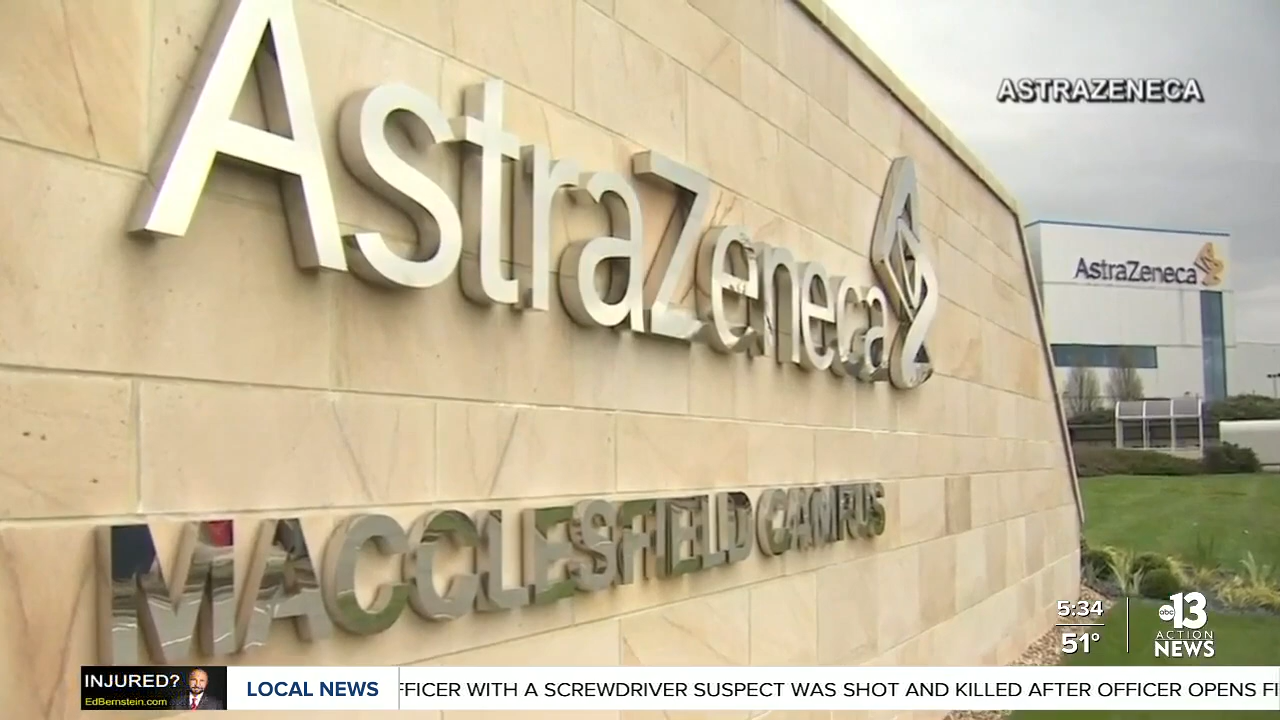 ASTRAZENECA
AstraZeneca
AstraZeneca
MACCLESFIELD CAMPUS
5:34
51°
abc 13
ACTION
NEWS
INJURED?
EdBernstein.com
LOCAL NEWS
FFICER WITH A SCREWDRIVER SUSPECT WAS SHOT AND KILLED AFTER OFFICER OPENS